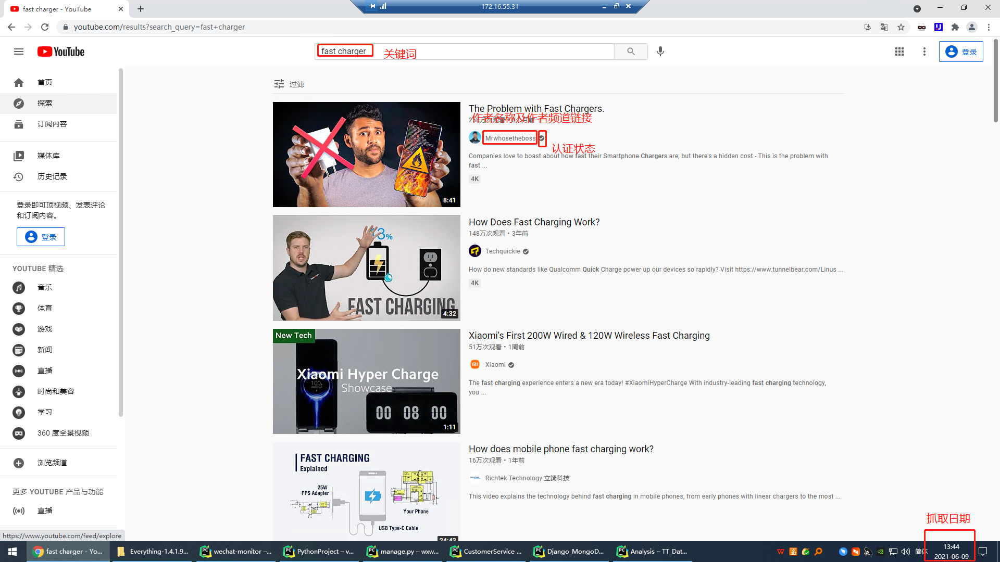 fast charger - YouTube
172.16.55.31
youtube.com/results?search_query=fast+charger
YouTube
fast charger
关键词
登录
首页
探索
订阅内容
媒体库
历史记录
登录即可顶视频、发表评论
和订阅内容。
登录
YOUTUBE 精选
音乐
体育
游戏
新闻
直播
时尚和美容
学习
360 度全景视频
浏览频道
更多 YOUTUBE 产品与功能
直播
https://www.youtube.com/feed/explore
过滤
8:41
The Problem with Fast Chargers.
作者名称及作者频道链接
Mrwhosetheboss
认证状态
Companies love to boast about how fast their Smartphone Chargers are, but there's a hidden cost - This is the problem with
fast ...
4K
3%
FAST CHARGING
4:32
How Does Fast Charging Work?
148万次观看 • 3年前
Techquickie
How do new standards like Qualcomm Quick Charge power up our devices so rapidly? Visit https://www.tunnelbear.com/Linus ...
4K
New Tech
Xiaomi Hyper Charge
Showcase
00 08 00
1:11
Xiaomi's First 200W Wired & 120W Wireless Fast Charging
51万次观看 • 1周前
Xiaomi
The fast charging experience enters a new era today! #XiaomiHyperCharge With industry-leading fast charging technology,
you ...
FAST CHARGING
Explained
25W
PPS Adapter
Your Phone
USB Type-C Cable
24:43
How does mobile phone fast charging work?
16万次观看 • 1年前
Richtek Technology 立錡科技
This video explains the technology behind fast charging in mobile phones, from early phones with linear chargers to the most ...
抓取日期
fast charger - Yo...
Everything-1.4.1.9...
wechat-monitor –...
PythonProject – v...
manage.py – wxw...
CustomerService ...
Django_MongoD...
Analysis – TT_Dat...
简体
13:44
2021-06-09